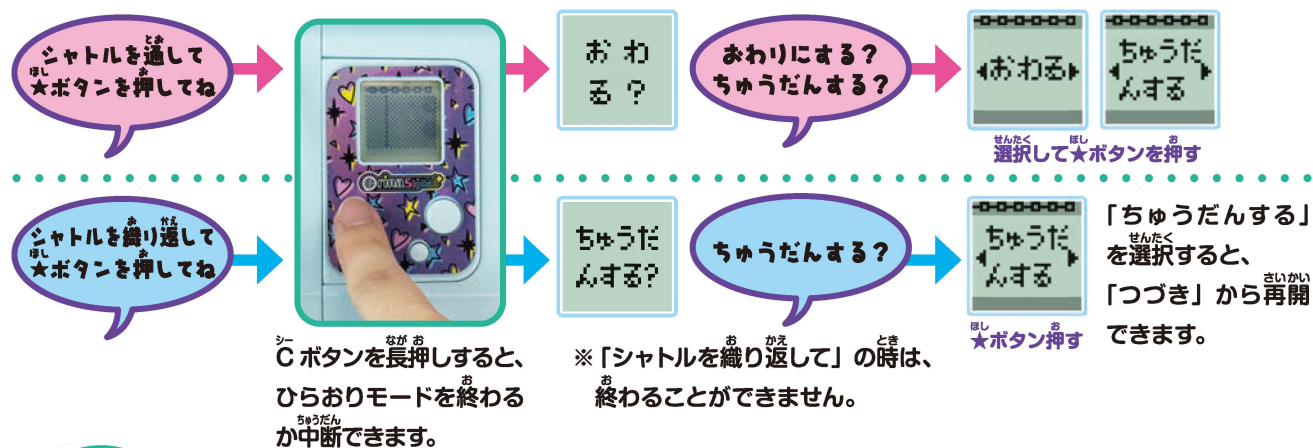 シャトルを通して
★ボタンを押してね
おわ
る？
おわりにする？
ちゅうだんする？
おわる
ちゅうだ
んする
選択して★ボタンを押す
シャトルを織り返して
★ボタンを押してね
ちゅうだ
んする?
ちゅうだんする？
ちゅうだ
んする
★ボタン押す
「ちゅうだんする」
を選択すると、
「つづき」から再開
できます。
C ボタンを長押しすると、
ひらおりモードを終わる
か中断できます。
※「シャトルを織り返して」の時は、
終わることができません。